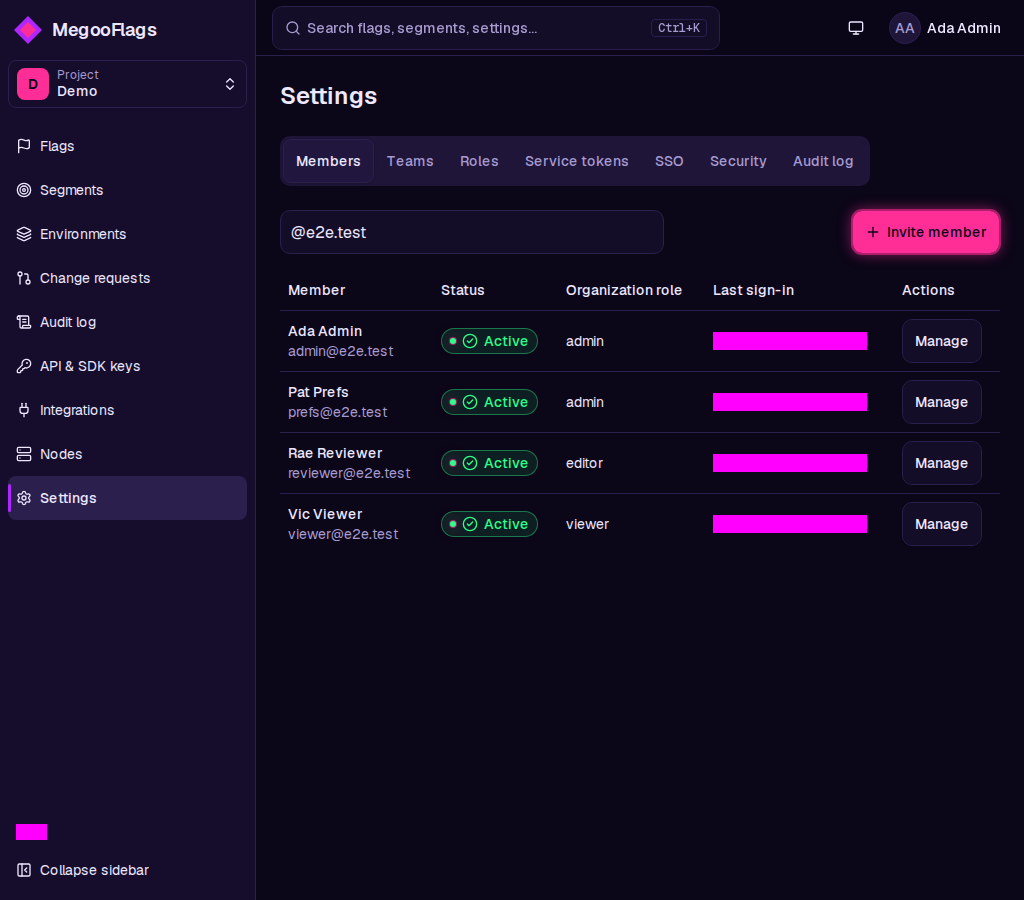 MegooFlags
Search flags, segments, settings...
Ctrl+K
AA
Ada Admin
D
Project
Demo
Flags
Segments
Environments
Change requests
Audit log
API & SDK keys
Integrations
Nodes
Settings
Collapse sidebar
Settings
Members Teams Roles Service tokens SSO Security Audit log
@e2e.test
Invite member
Member Status Organization role Last sign-in Actions
Ada Admin
admin@e2e.test
Active admin Manage
Pat Prefs
prefs@e2e.test
Active admin Manage
Rae Reviewer
reviewer@e2e.test
Active editor Manage
Vic Viewer
viewer@e2e.test
Active viewer Manage